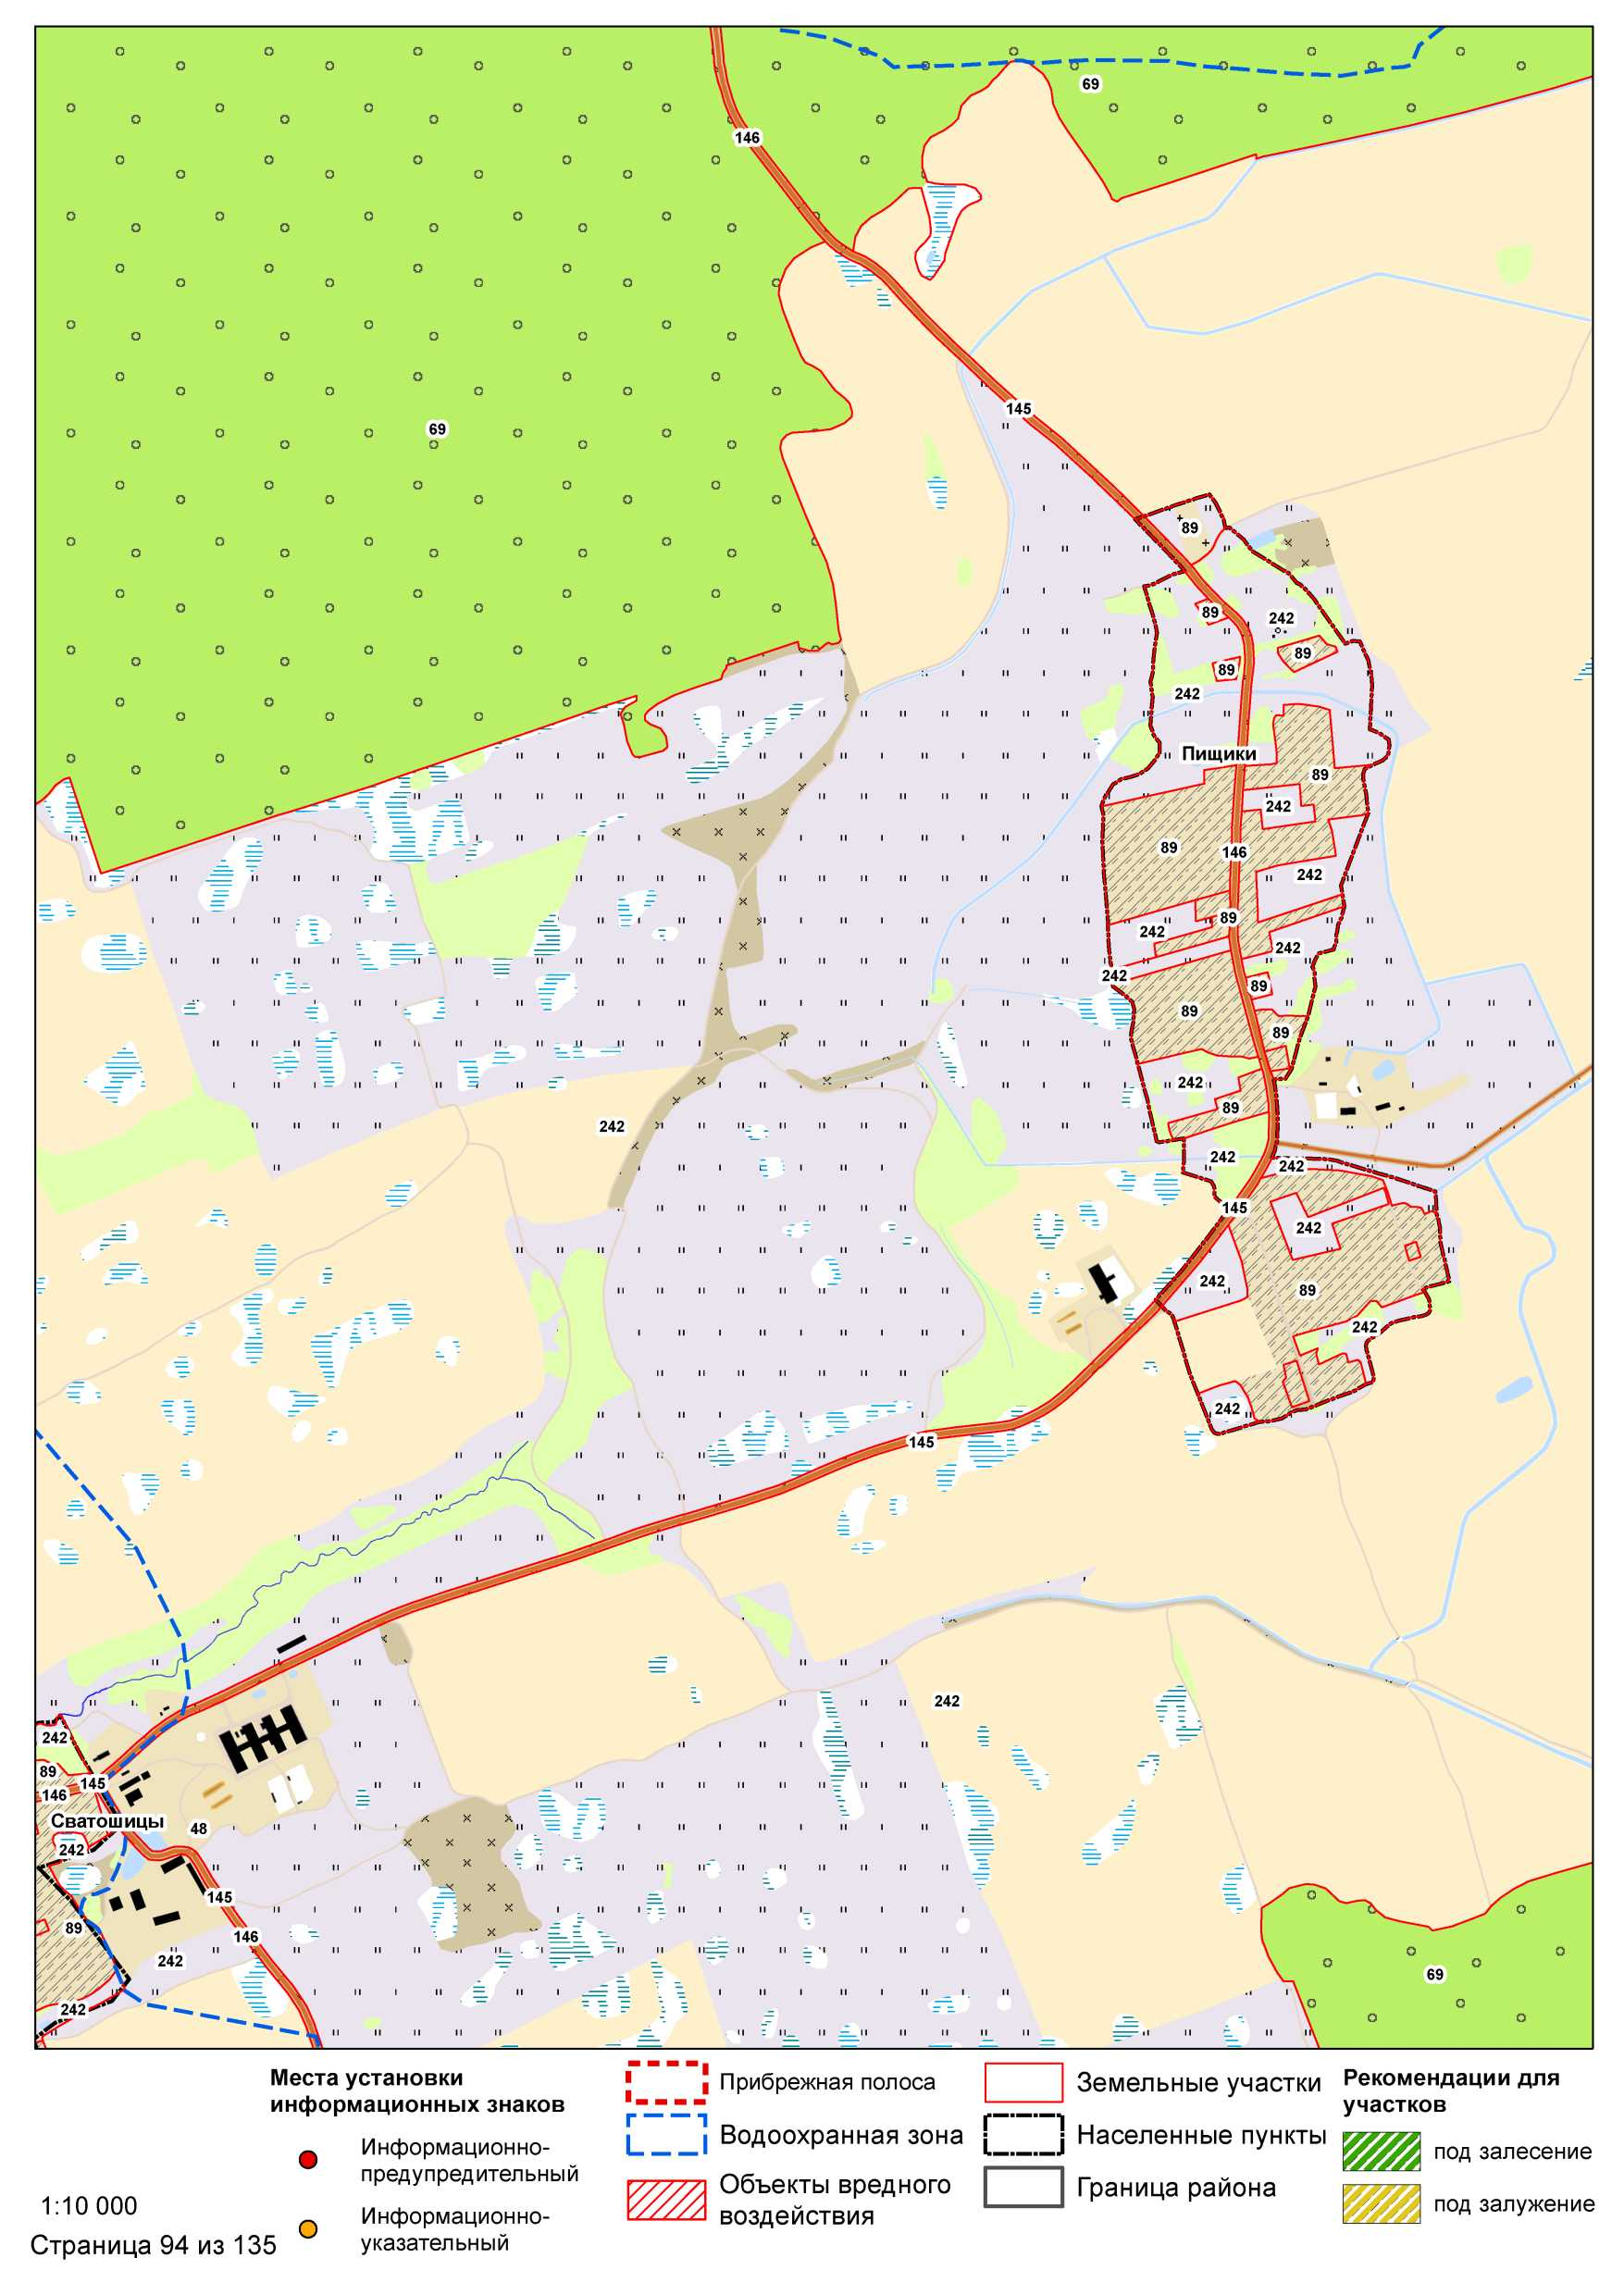 69
146
69
145
89
89
242
89
89
242
Пищики
89
242
89
146
242
89
242
242
242
89
89
89
242
89
242
242
242
145
242
242
89
242
242
145
242
242
89
146
145
Сватошицы
48
242
145
89
146
242
242
69
Места установки
информационных знаков
Информационно-
предупредительный
Информационно-
указательный
Прибрежная полоса
Водоохранная зона
Объекты вредного
воздействия
Земельные участки
Населенные пункты
Граница района
Рекомендации для
участков
под залесение
под залужение
1:10 000
Страница 94 из 135